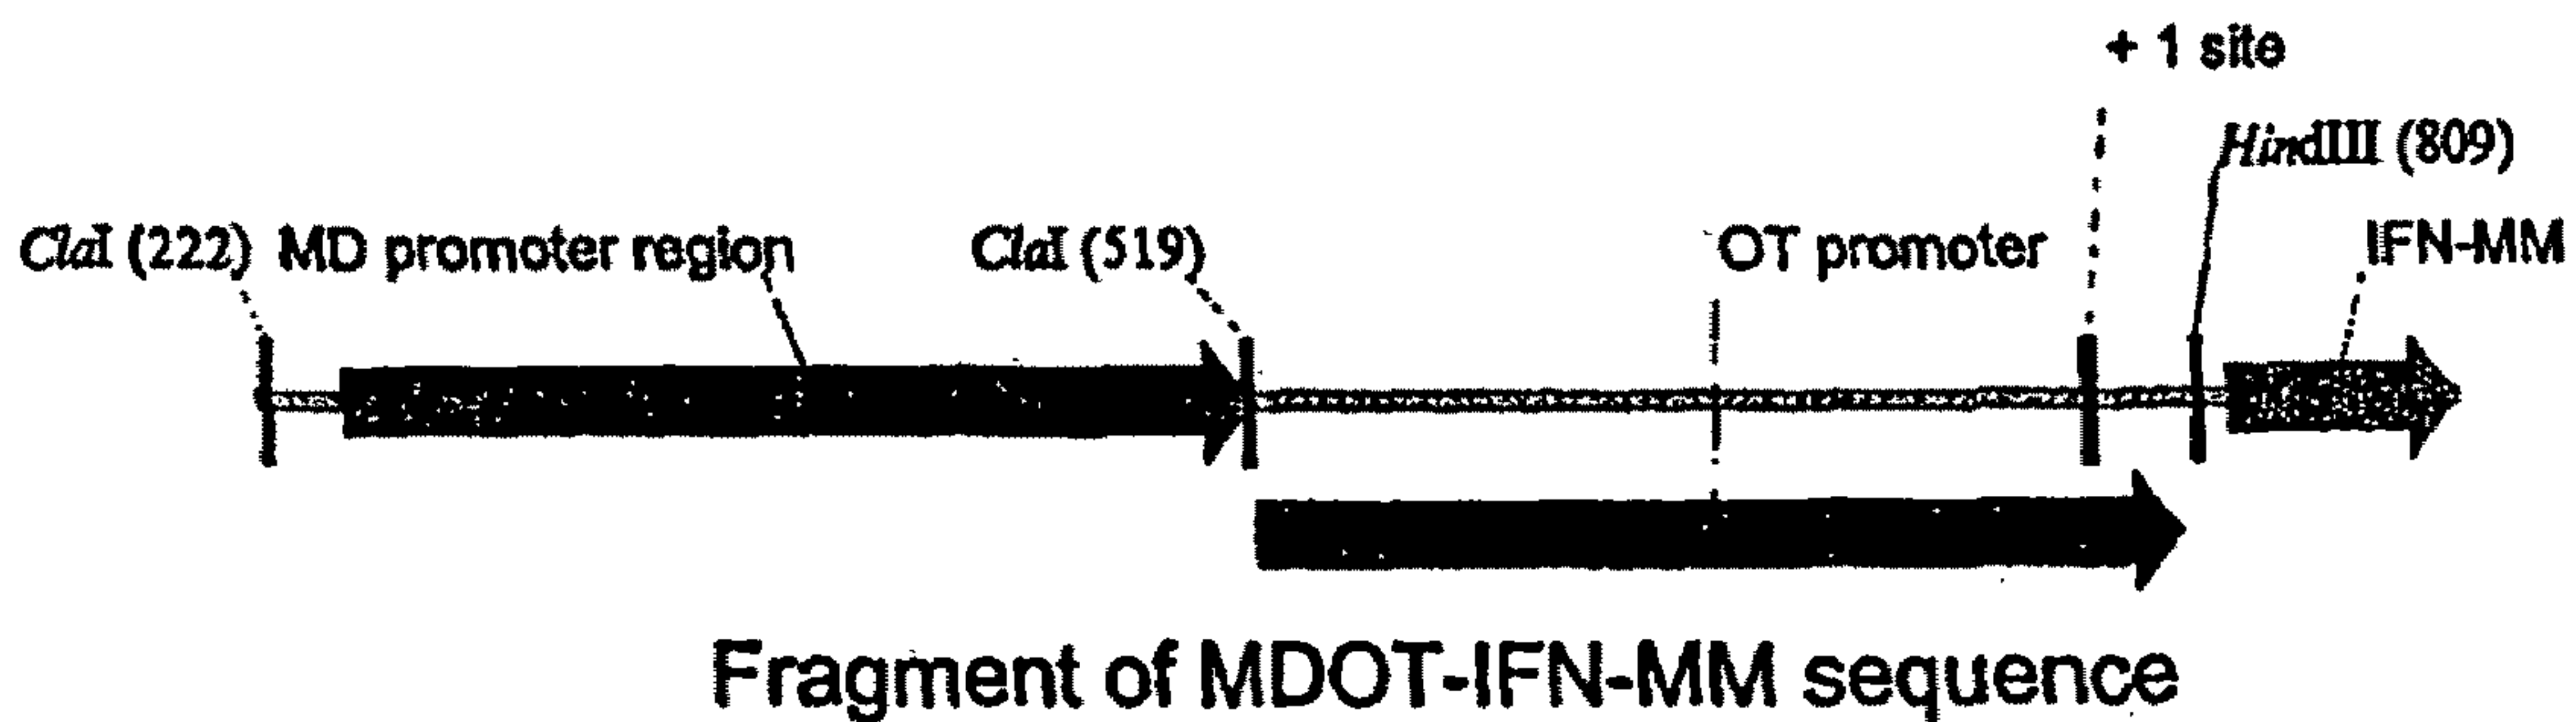 + 1 site
HindIII (809)
ClaI (222) MD promoter region ClaI (519) OT promoter IFN-MM
Fragment of MDOT-IFN-MM sequence